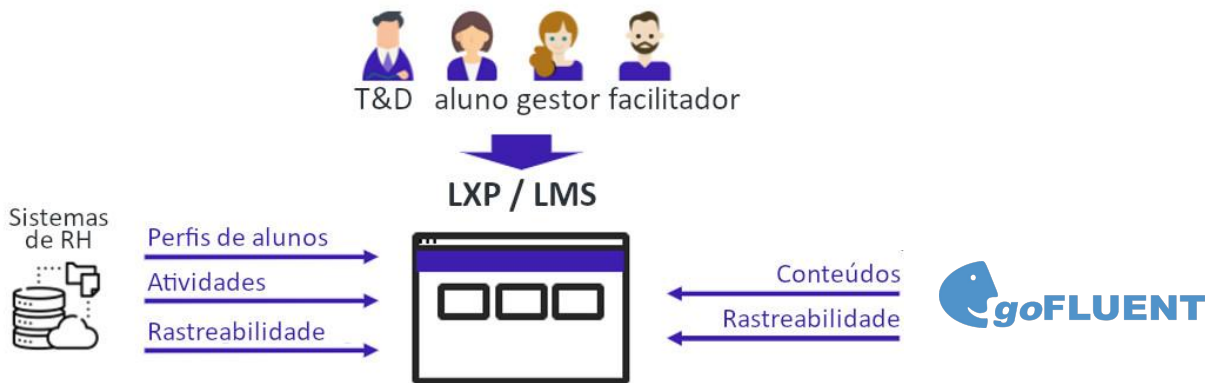 T&D aluno gestor facilitador
LXP / LMS
Sistemas
de RH
Perfis de alunos
Atividades
Rastreabilidade
Conteúdos
Rastreabilidade
goFLUENT